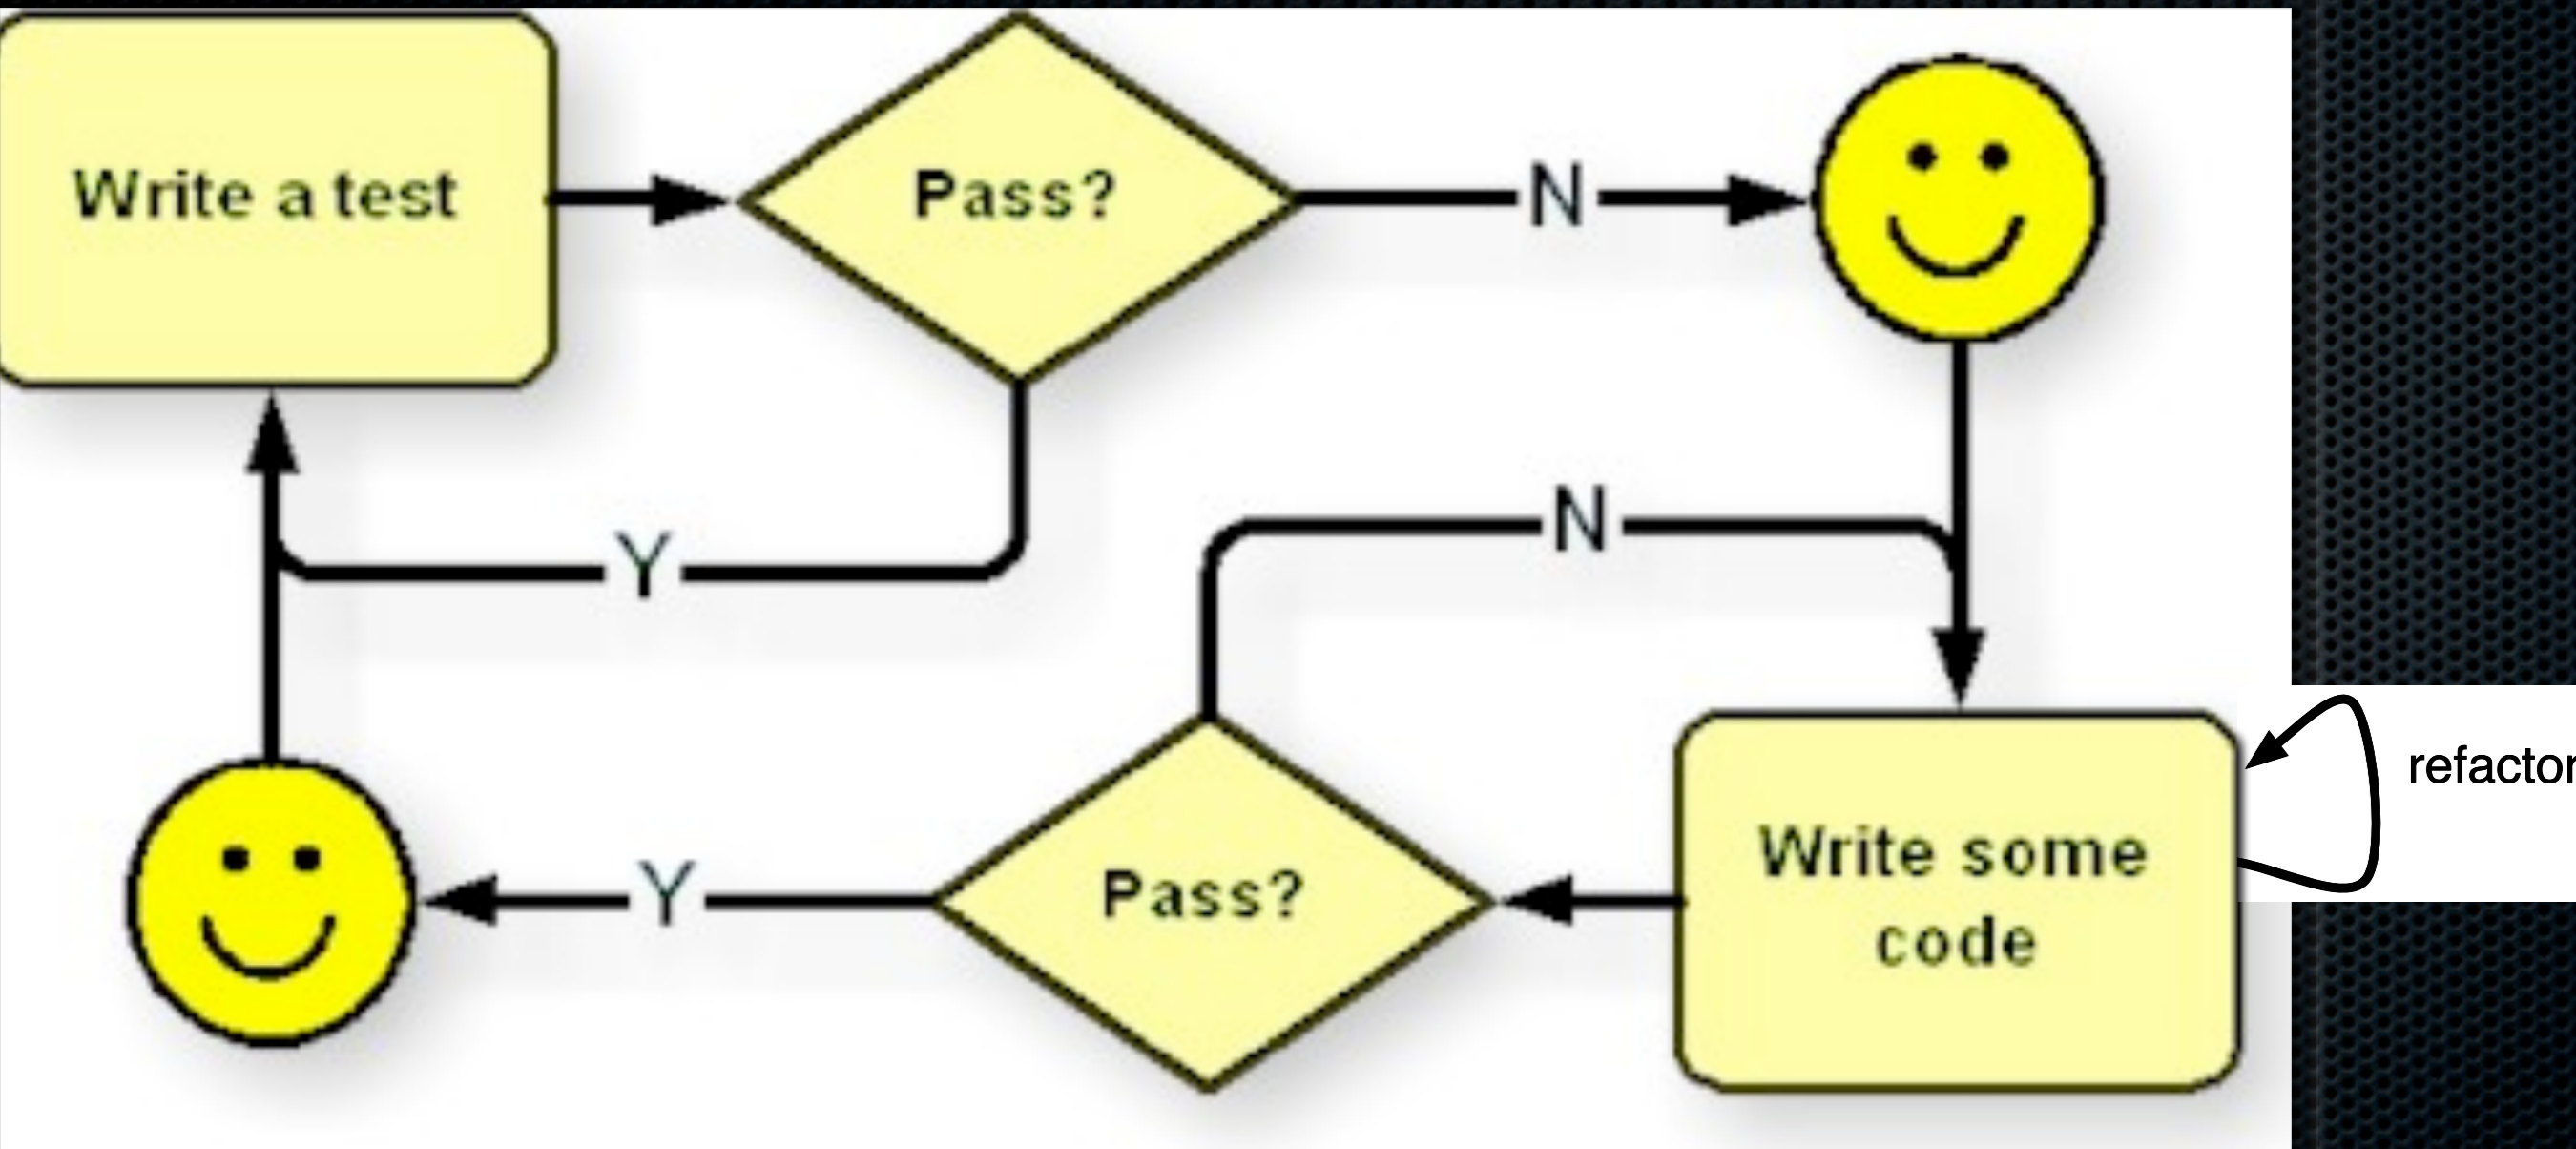 Write a test
Pass?
N
Y
N
refactor
Write some
code
Pass?
Y